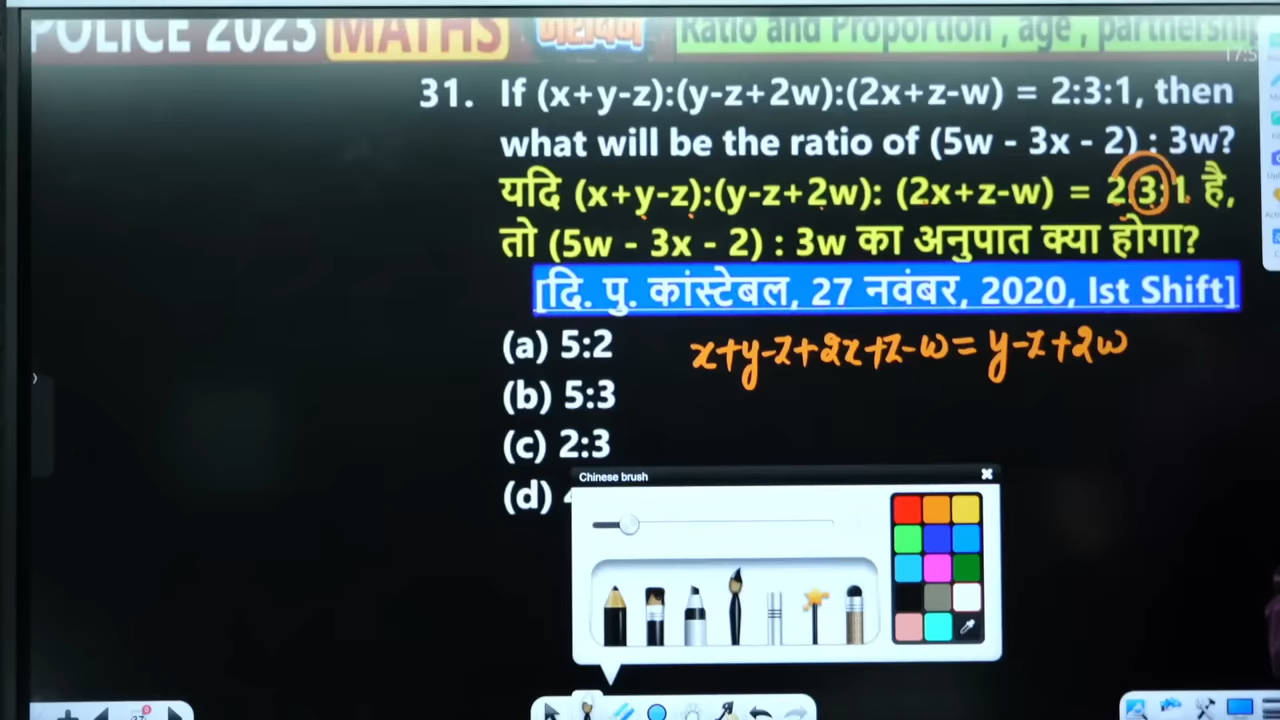 POLICE 2023 MATHS Ratio and Proportion , age , partnershi
17:5
31. If (x+y-z):(y-z+2w):(2x+z-w) = 2:3:1, then
what will be the ratio of (5w - 3x - 2) : 3w?
यदि (x+y-z):(y-z+2w): (2x+z-w) = 2:3:1 है,
तो (5w - 3x - 2) : 3w का अनुपात क्या होगा?
[दि. पु. कांस्टेबल, 27 नवंबर, 2020, Ist Shift]
(a) 5:2
x+y-z+2x+z-w=y-z+2w
(b) 5:3
(c) 2:3
(d)
Chinese brush